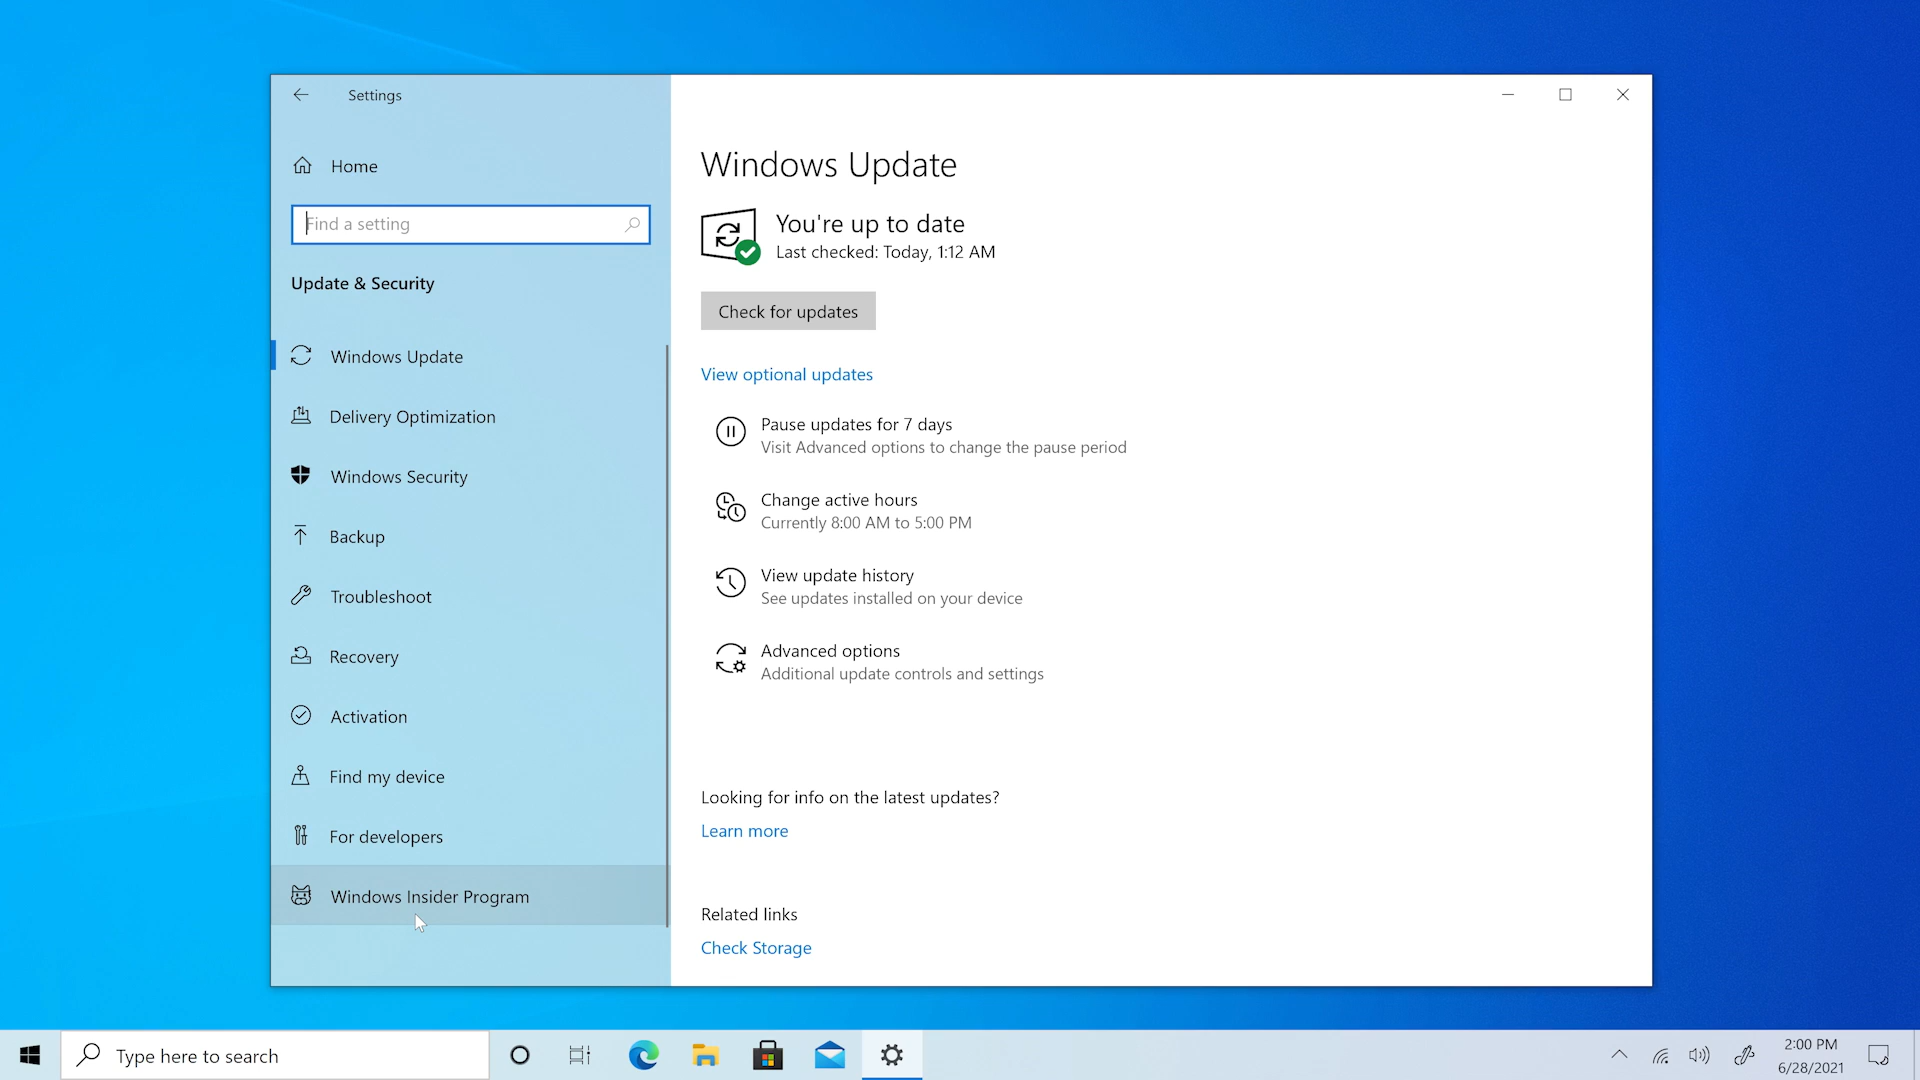 Settings
Home
Find a setting
Update & Security
Windows Update
Delivery Optimization
Windows Security
Backup
Troubleshoot
Recovery
Activation
Find my device
For developers
Windows Insider Program
Windows Update
You're up to date
Last checked: Today, 1:12 AM
Check for updates
View optional updates
Pause updates for 7 days
Visit Advanced options to change the pause period
Change active hours
Currently 8:00 AM to 5:00 PM
View update history
See updates installed on your device
Advanced options
Additional update controls and settings
Looking for info on the latest updates?
Learn more
Related links
Check Storage
Type here to search
2:00 PM
6/28/2021